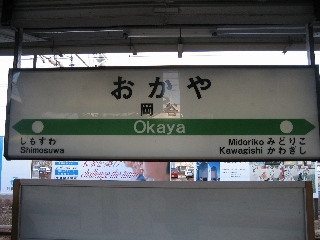 おかや
岡谷
Okaya
しもすわ
Shimosuwa
Midoriko みどりこ
Kawagishi かわぎし